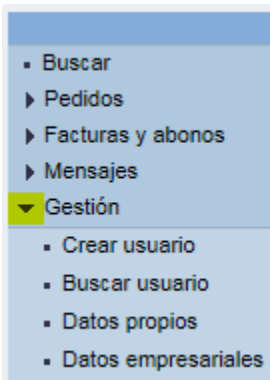 Buscar
Pedidos
Facturas y abonos
Mensajes
Gestión
Crear usuario
Buscar usuario
Datos propios
Datos empresariales